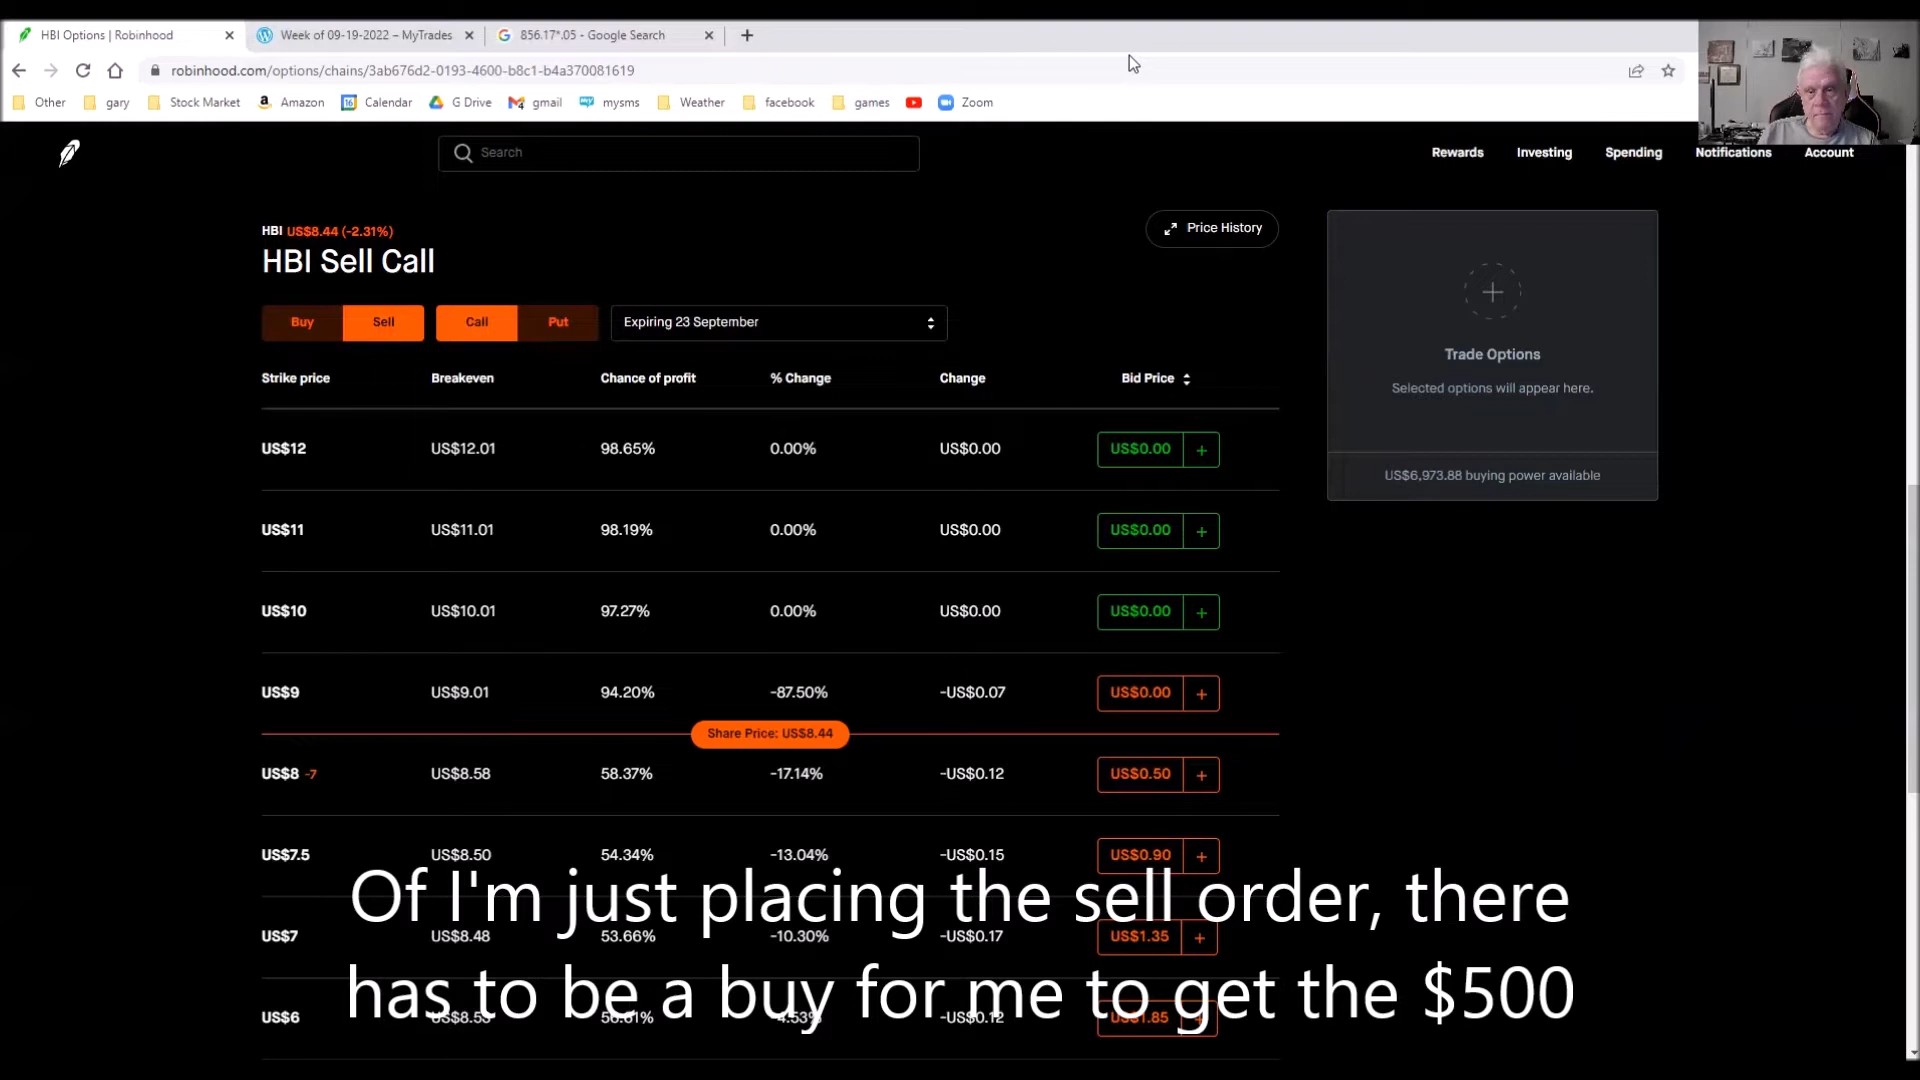 HBI Options | Robinhood
Week of 09-19-2022 – MyTrades
856.17*.05 - Google Search
robinhood.com/options/chains/3ab676d2-0193-4600-b8c1-b4a370081619
Other gary Stock Market Amazon Calendar G Drive gmail mysms Weather facebook games Zoom
Search
Rewards Investing Spending Notifications Account
HBI US$8.44 (-2.31%)
HBI Sell Call
Price History
Buy Sell Call Put Expiring 23 September
Strike price Breakeven Chance of profit % Change Change Bid Price
US$12 US$12.01 98.65% 0.00% US$0.00 US$0.00 +
US$11 US$11.01 98.19% 0.00% US$0.00 US$0.00 +
US$10 US$10.01 97.27% 0.00% US$0.00 US$0.00 +
US$9 US$9.01 94.20% -87.50% -US$0.07 US$0.00 +
Share Price: US$8.44
US$8 -7 US$8.58 58.37% -17.14% -US$0.12 US$0.50 +
US$7.5 US$8.50 54.34% -13.04% -US$0.15 US$0.90 +
US$7 US$8.48 53.66% -10.30% -US$0.17 US$1.35 +
US$6 -US$0.12 US$1.85
Trade Options
Selected options will appear here.
US$6,973.88 buying power available
Of I'm just placing the sell order, there
has to be a buy for me to get the $500